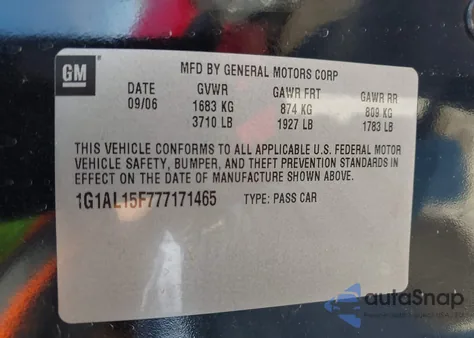 GM
MFD BY GENERAL MOTORS CORP
DATE GVWR GAWR FRT GAWR RR
09/06 1683 KG 874 KG 809 KG
3710 LB 1927 LB 1783 LB
THIS VEHICLE CONFORMS TO ALL APPLICABLE U.S. FEDERAL MOTOR
VEHICLE SAFETY, BUMPER, AND THEFT PREVENTION STANDARDS IN
EFFECT ON THE DATE OF MANUFACTURE SHOWN ABOVE.
1G1AL15F777171465 TYPE: PASS CAR
autoSnap